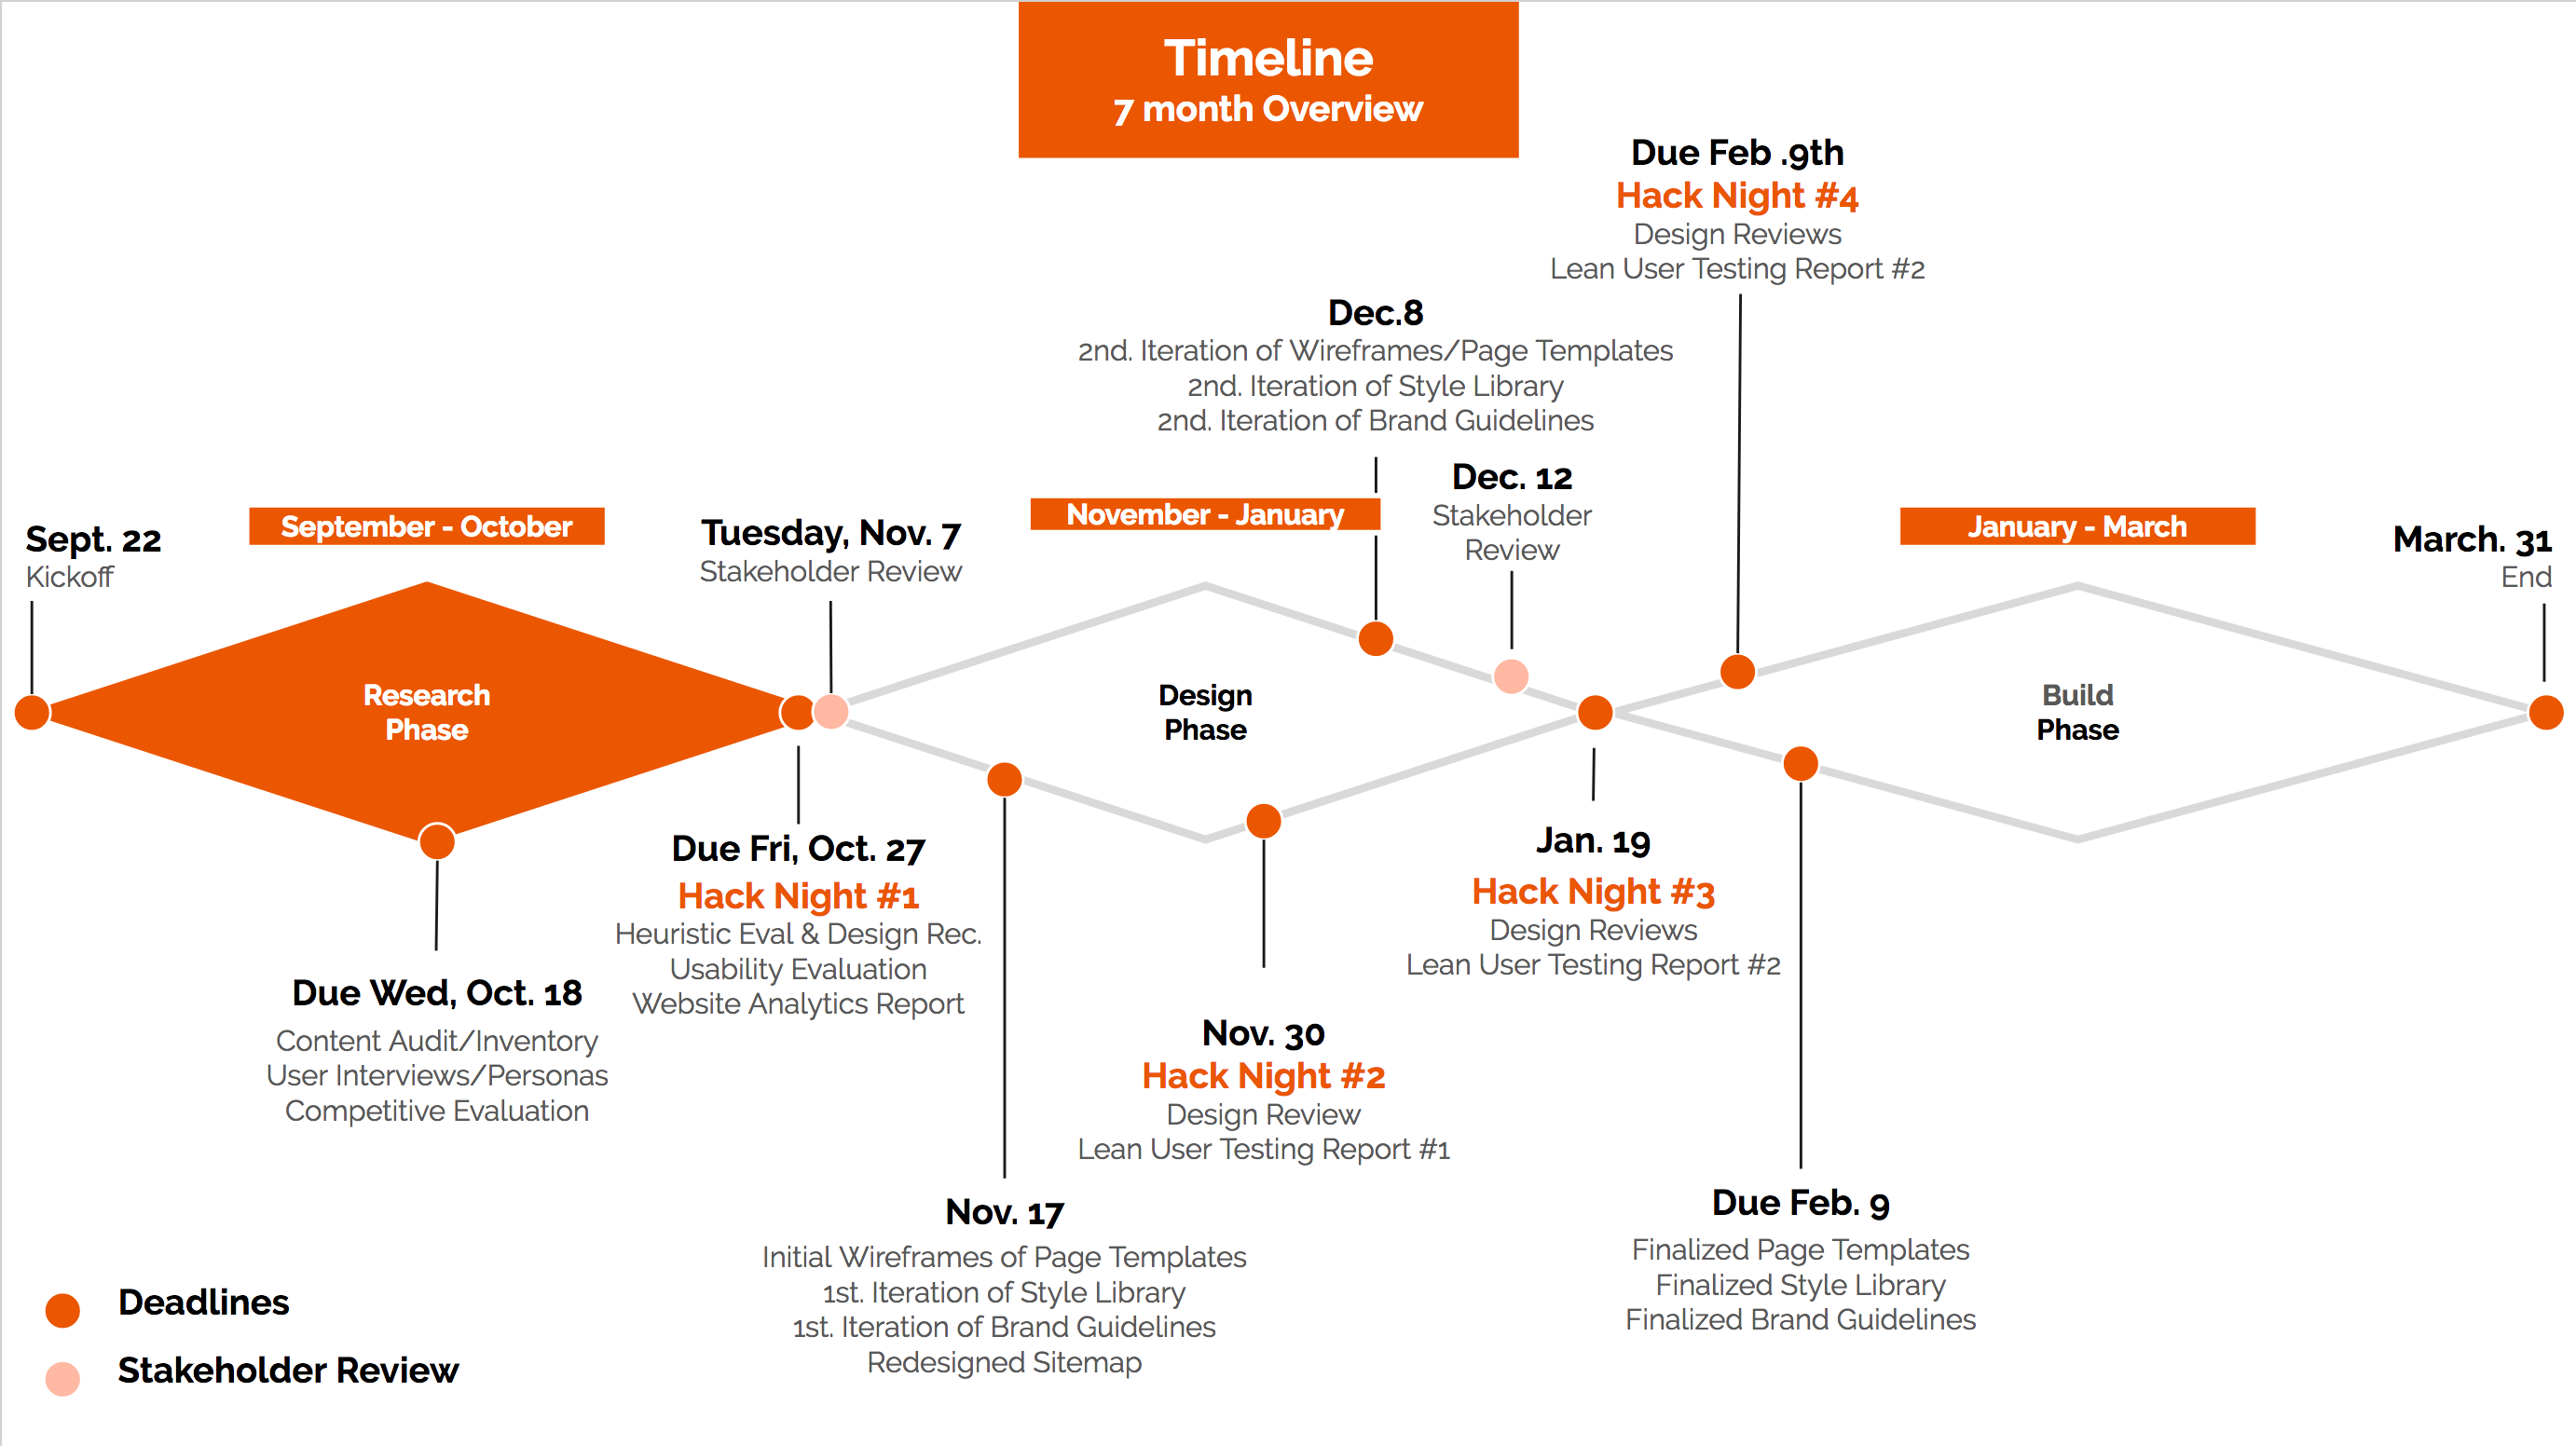 Timeline
7 month Overview
Due Feb .9th
Hack Night #4
Design Reviews
Lean User Testing Report #2
Dec.8
2nd. Iteration of Wireframes/Page Templates
2nd. Iteration of Style Library
2nd. Iteration of Brand Guidelines
Dec. 12
Stakeholder
Review
Sept. 22
Kickoff
September - October
Tuesday, Nov. 7
Stakeholder Review
November - January
January - March
March. 31
End
Research
Phase
Design
Phase
Build
Phase
Due Wed, Oct. 18
Content Audit/Inventory
User Interviews/Personas
Competitive Evaluation
Due Fri, Oct. 27
Hack Night #1
Heuristic Eval & Design Rec.
Usability Evaluation
Website Analytics Report
Nov. 17
Initial Wireframes of Page Templates
1st. Iteration of Style Library
1st. Iteration of Brand Guidelines
Redesigned Sitemap
Nov. 30
Hack Night #2
Design Review
Lean User Testing Report #1
Jan. 19
Hack Night #3
Design Reviews
Lean User Testing Report #2
Due Feb. 9
Finalized Page Templates
Finalized Style Library
Finalized Brand Guidelines
Deadlines
Stakeholder Review